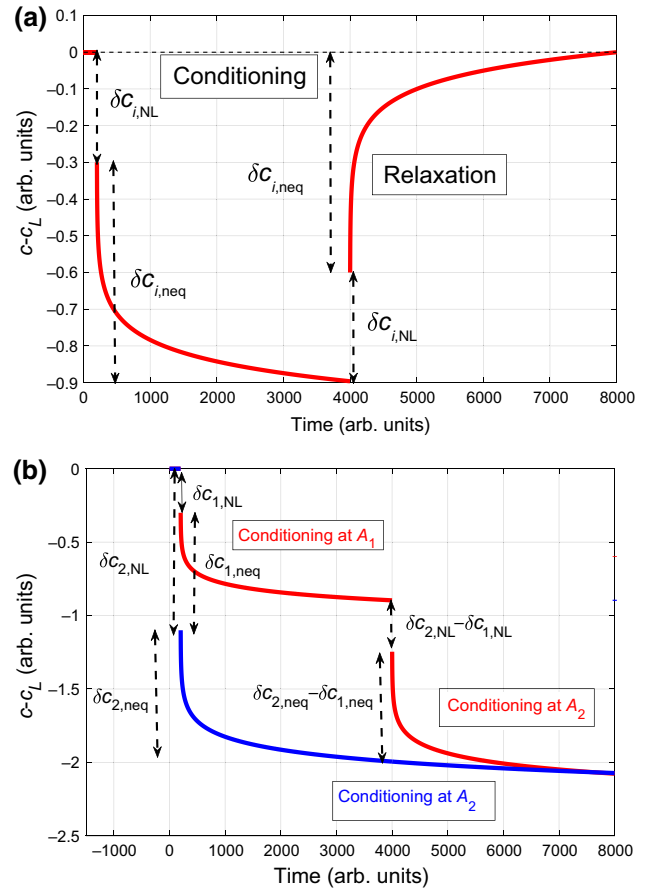 (a)
0.1
0
−0.1
−0.2
−0.3
−0.4
−0.5
−0.6
−0.7
−0.8
−0.9
c-c_L (arb. units)
Conditioning
δc_i,NL
δc_i,neq
Relaxation
δc_i,neq
δc_i,NL
0 1000 2000 3000 4000 5000 6000 7000 8000
Time (arb. units)
(b)
0
−0.5
−1
−1.5
−2
−2.5
c-c_L (arb. units)
δc_1,NL
Conditioning at A_1
δc_2,NL
δc_1,neq
δc_2,NL−δc_1,NL
δc_2,neq
δc_2,neq−δc_1,neq
Conditioning at A_2
Conditioning at A_2
−1000 0 1000 2000 3000 4000 5000 6000 7000 8000
Time (arb. units)